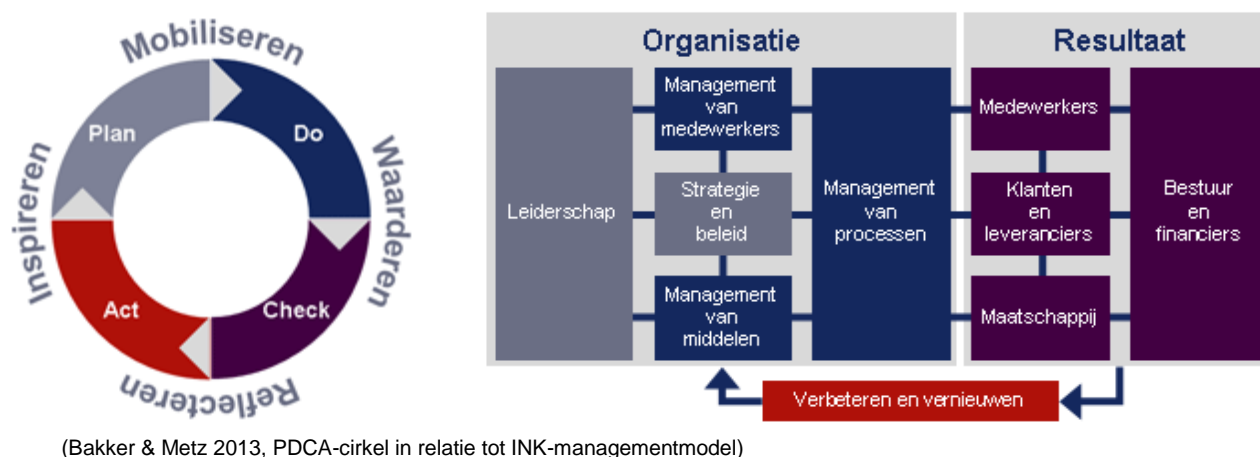 Mobiliseren
Plan
Do
Inspireren
Waarderen
Act
Check
Reflecteren
Organisatie
Resultaat
Leiderschap
Management
van
medewerkers
Strategie
en
beleid
Management
van
middelen
Management
van
processen
Medewerkers
Klanten
en
leveranciers
Maatschappij
Bestuur
en
financiers
Verbeteren en vernieuwen
(Bakker & Metz 2013, PDCA-cirkel in relatie tot INK-managementmodel)